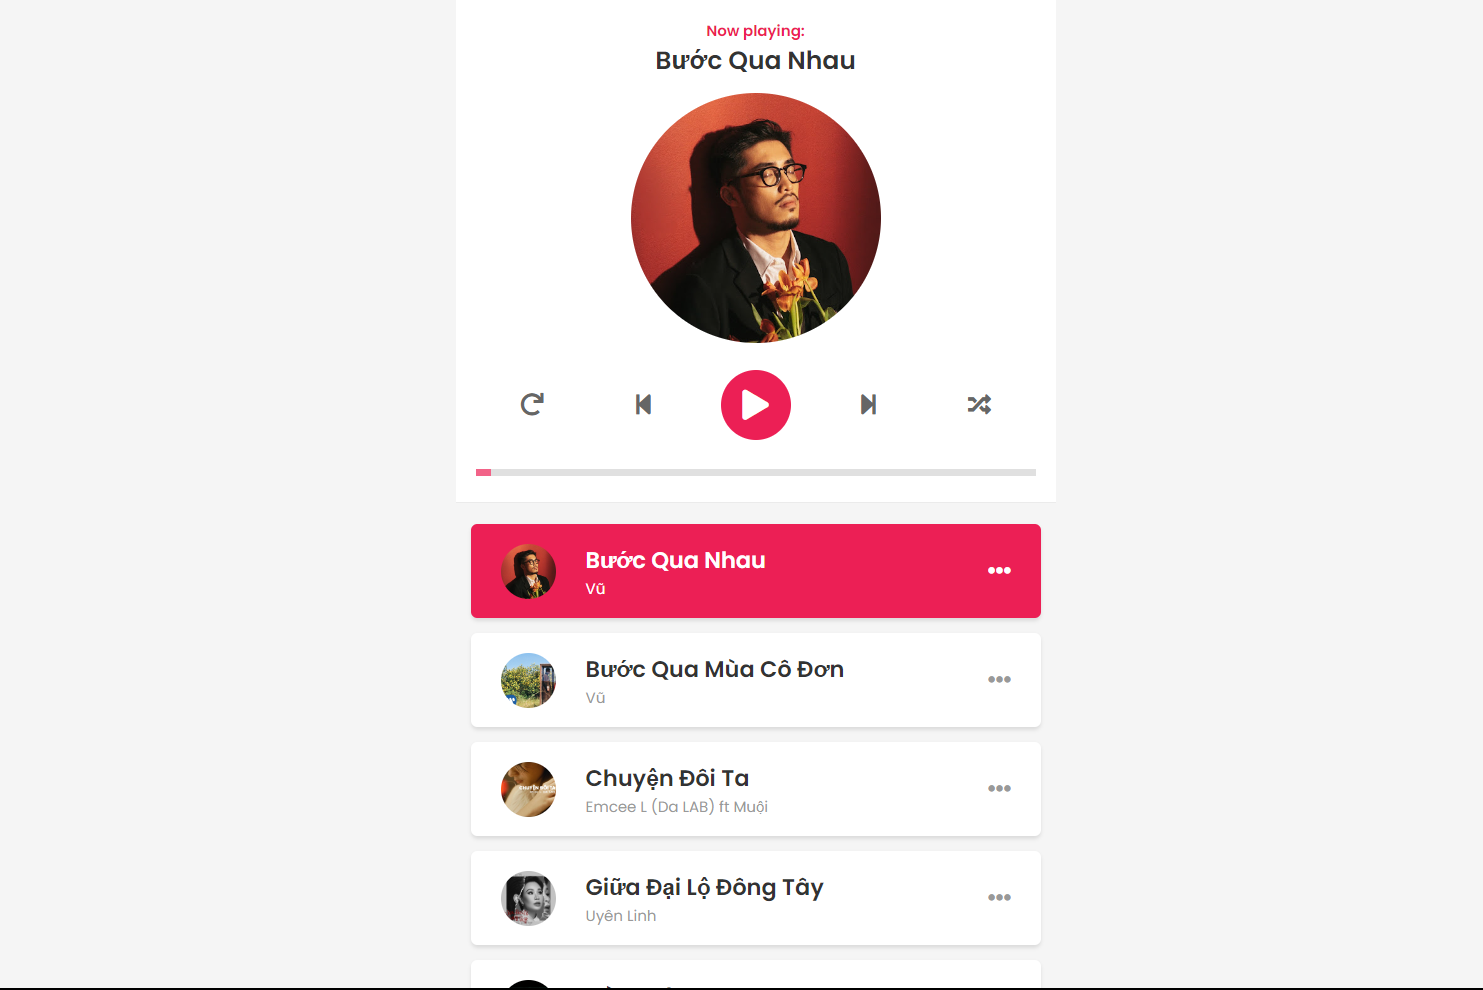 Now playing:
Bước Qua Nhau
Bước Qua Nhau
Vũ
Bước Qua Mùa Cô Đơn
Vũ
Chuyện Đôi Ta
Emcee L (Da LAB) ft Muội
Giữa Đại Lộ Đông Tây
Uyên Linh